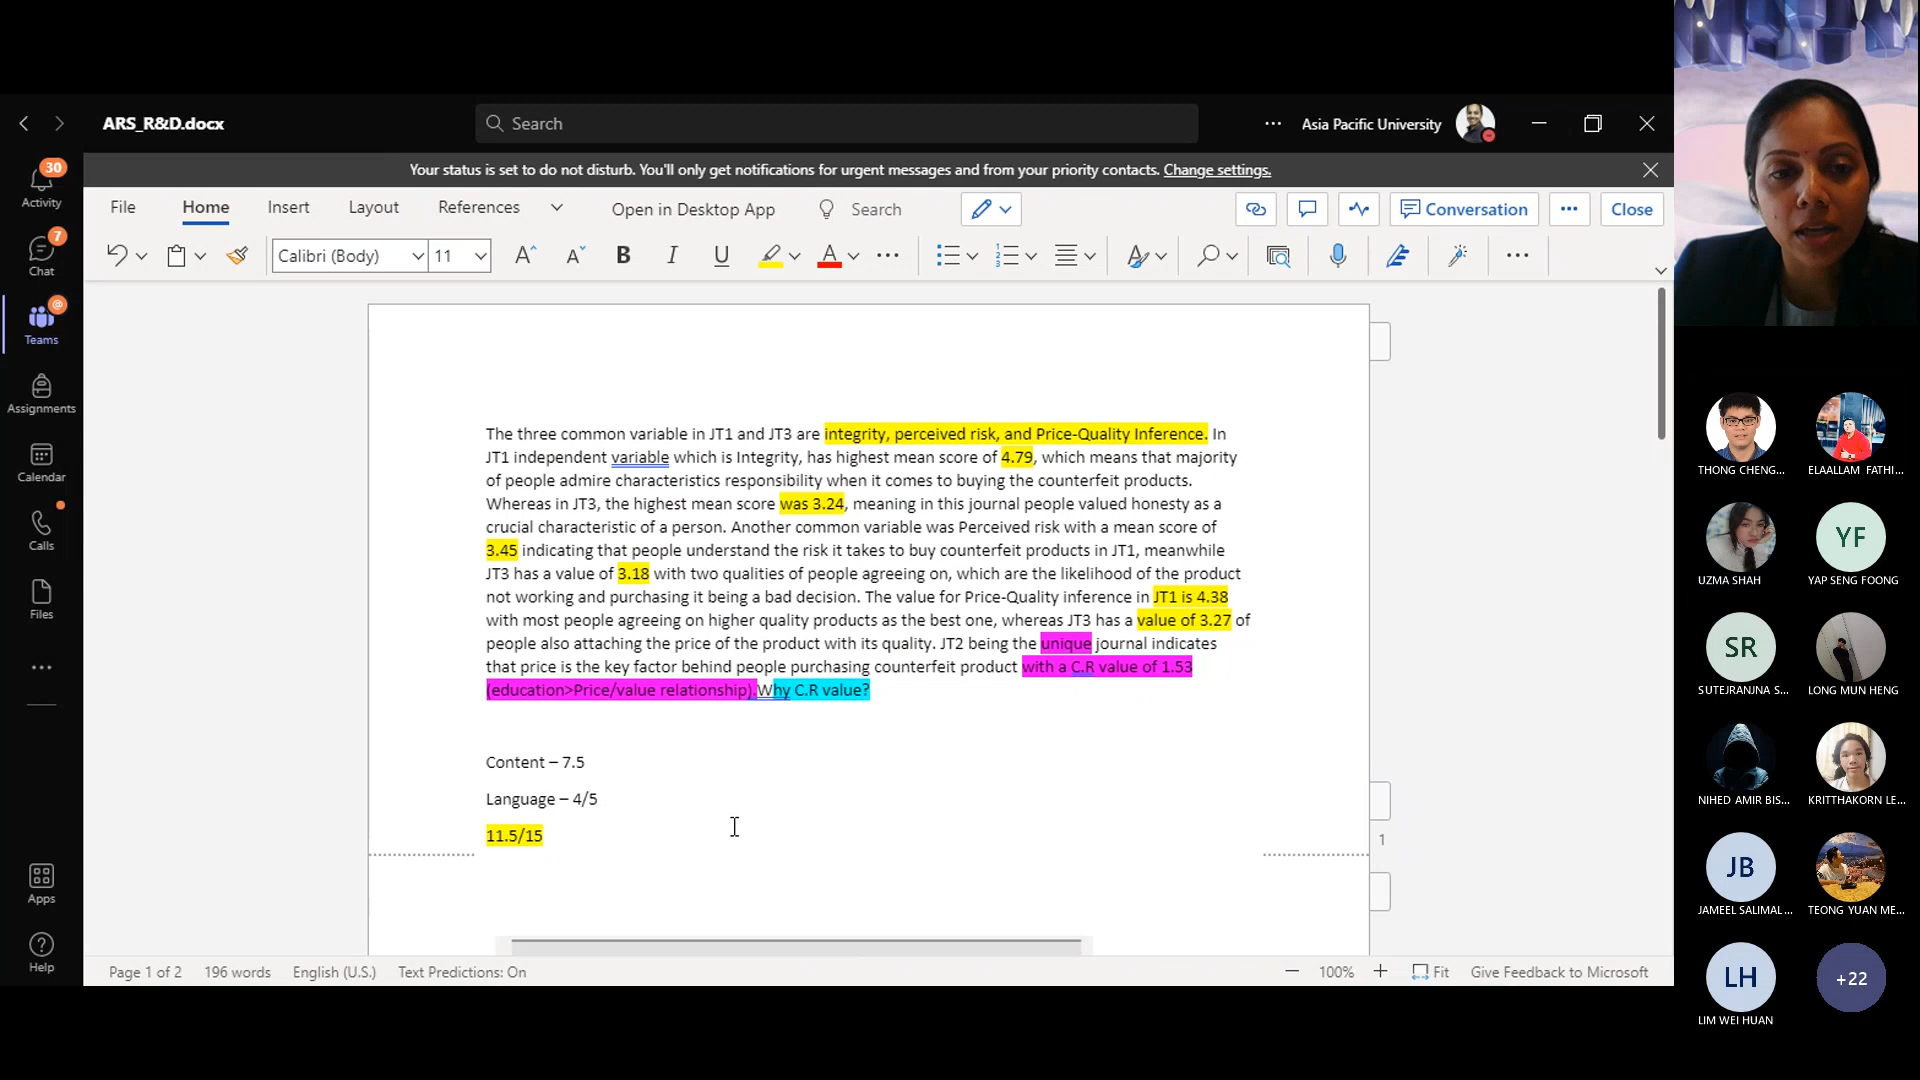 ARS_R&D.docx
Search
Asia Pacific University
Your status is set to do not disturb. You'll only get notifications for urgent messages and from your priority contacts. Change settings.
30
Activity
7
Chat
@
Teams
Assignments
Calendar
Calls
Files
Apps
Help
File
Home
Insert
Layout
References
Open in Desktop App
Search
Conversation
Close
Calibri (Body)
11
The three common variable in JT1 and JT3 are integrity, perceived risk, and Price-Quality Inference. In
JT1 independent variable which is Integrity, has highest mean score of 4.79, which means that majority
of people admire characteristics responsibility when it comes to buying the counterfeit products.
Whereas in JT3, the highest mean score was 3.24, meaning in this journal people valued honesty as a
crucial characteristic of a person. Another common variable was Perceived risk with a mean score of
3.45 indicating that people understand the risk it takes to buy counterfeit products in JT1, meanwhile
JT3 has a value of 3.18 with two qualities of people agreeing on, which are the likelihood of the product
not working and purchasing it being a bad decision. The value for Price-Quality inference in JT1 is 4.38
with most people agreeing on higher quality products as the best one, whereas JT3 has a value of 3.27 of
people also attaching the price of the product with its quality. JT2 being the unique journal indicates
that price is the key factor behind people purchasing counterfeit product with a C.R value of 1.53
(education>Price/value relationship).Why C.R value?
Content – 7.5
Language – 4/5
11.5/15
1
Page 1 of 2
196 words
English (U.S.)
Text Predictions: On
100%
Fit
Give Feedback to Microsoft
THONG CHENG...
ELAALLAM FATHI...
UZMA SHAH
YF
YAP SENG FOONG
SR
SUTEJRANJNA S...
LONG MUN HENG
NIHED AMIR BIS...
KRITTHAKORN LE...
JB
JAMEEL SALIMAL...
TEONG YUAN ME...
LH
LIM WEI HUAN
+22